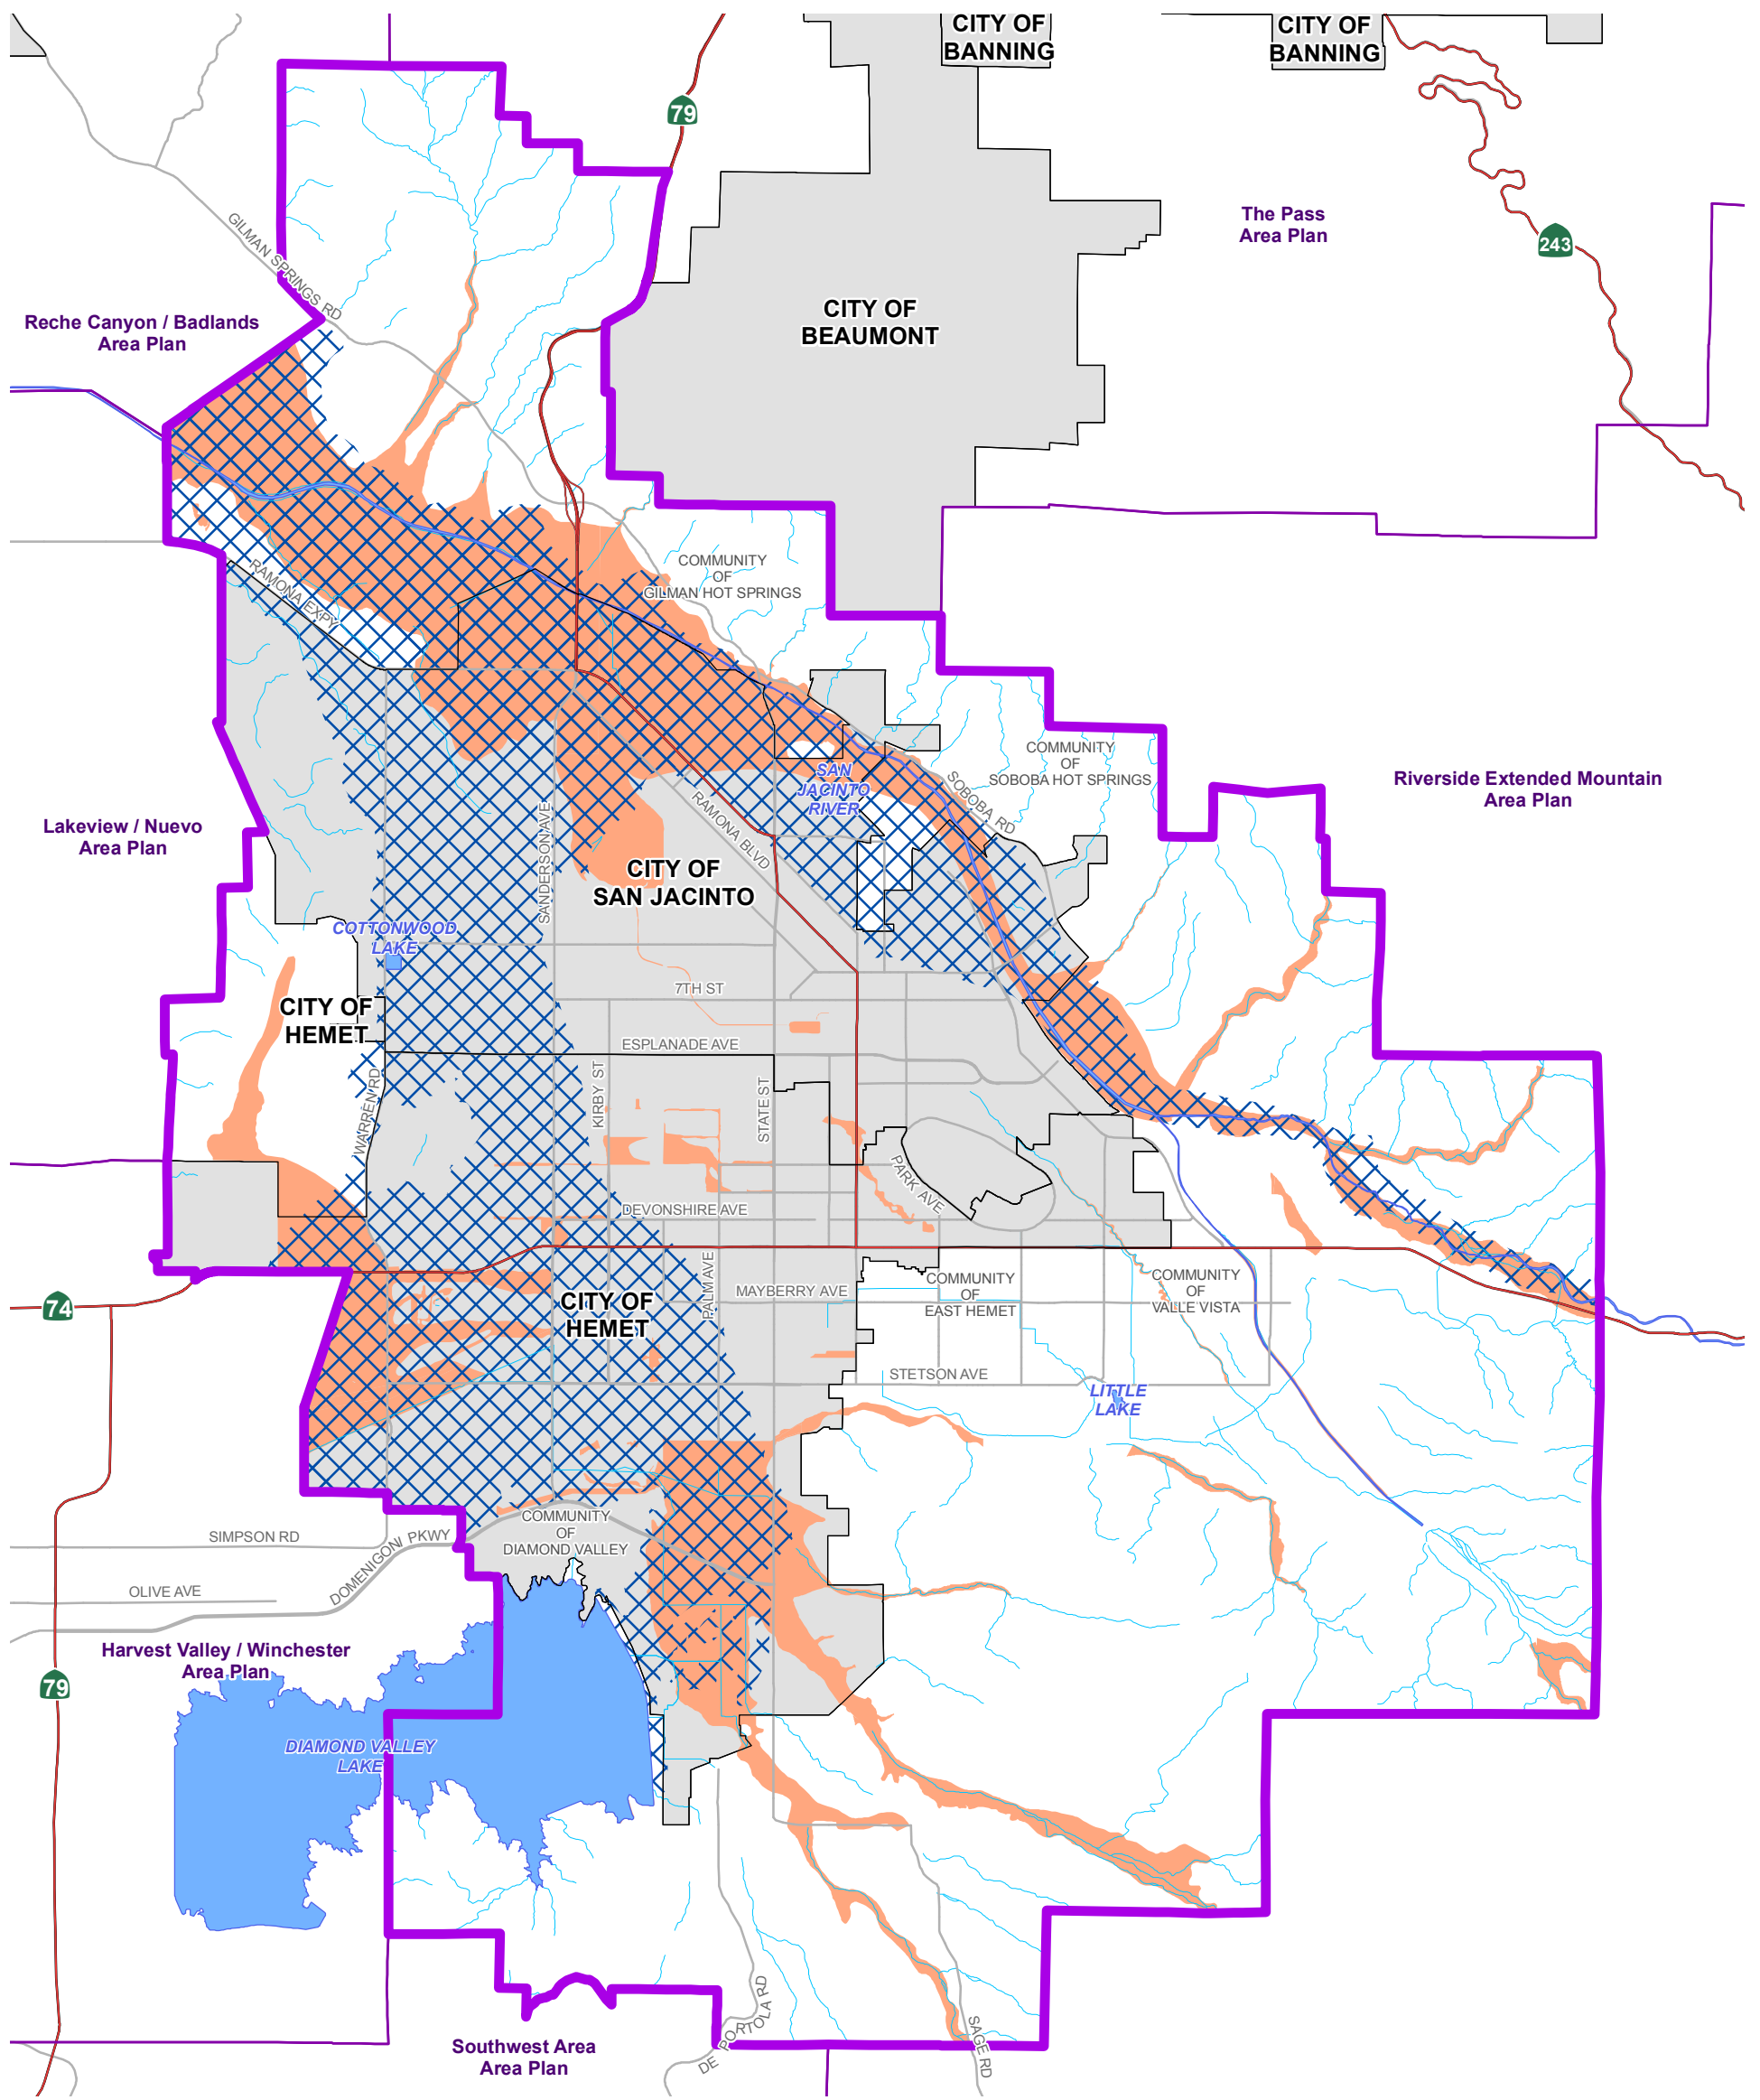 CITY OF
BANNING
CITY OF
BANNING
79
The Pass
Area Plan
243
GILMAN SPRINGS RD
CITY OF
BEAUMONT
Reche Canyon / Badlands
Area Plan
COMMUNITY
OF
GILMAN HOT SPRINGS
RAMONA EXPY
COMMUNITY
OF
SOBOBA HOT SPRINGS
SAN
JACINTO
RIVER
SOBOBA RD
Riverside Extended Mountain
Area Plan
Lakeview / Nuevo
Area Plan
RAMONA BLVD
SANDERSON AVE
CITY OF
SAN JACINTO
COTTONWOOD
LAKE
7TH ST
CITY OF
HEMET
ESPLANADE AVE
WARREN RD
KIRBY ST
STATE ST
PARK AVE
DEVONSHIRE AVE
PALM AVE
MAYBERRY AVE
COMMUNITY
OF
EAST HEMET
COMMUNITY
OF
VALLE VISTA
74
CITY OF
HEMET
STETSON AVE
LITTLE
LAKE
COMMUNITY
OF
DIAMOND VALLEY
SIMPSON RD
DOMENIGONI PKWY
OLIVE AVE
Harvest Valley / Winchester
Area Plan
79
DIAMOND VALLEY
LAKE
DE PORTOLA RD
SAGE RD
Southwest Area
Area Plan